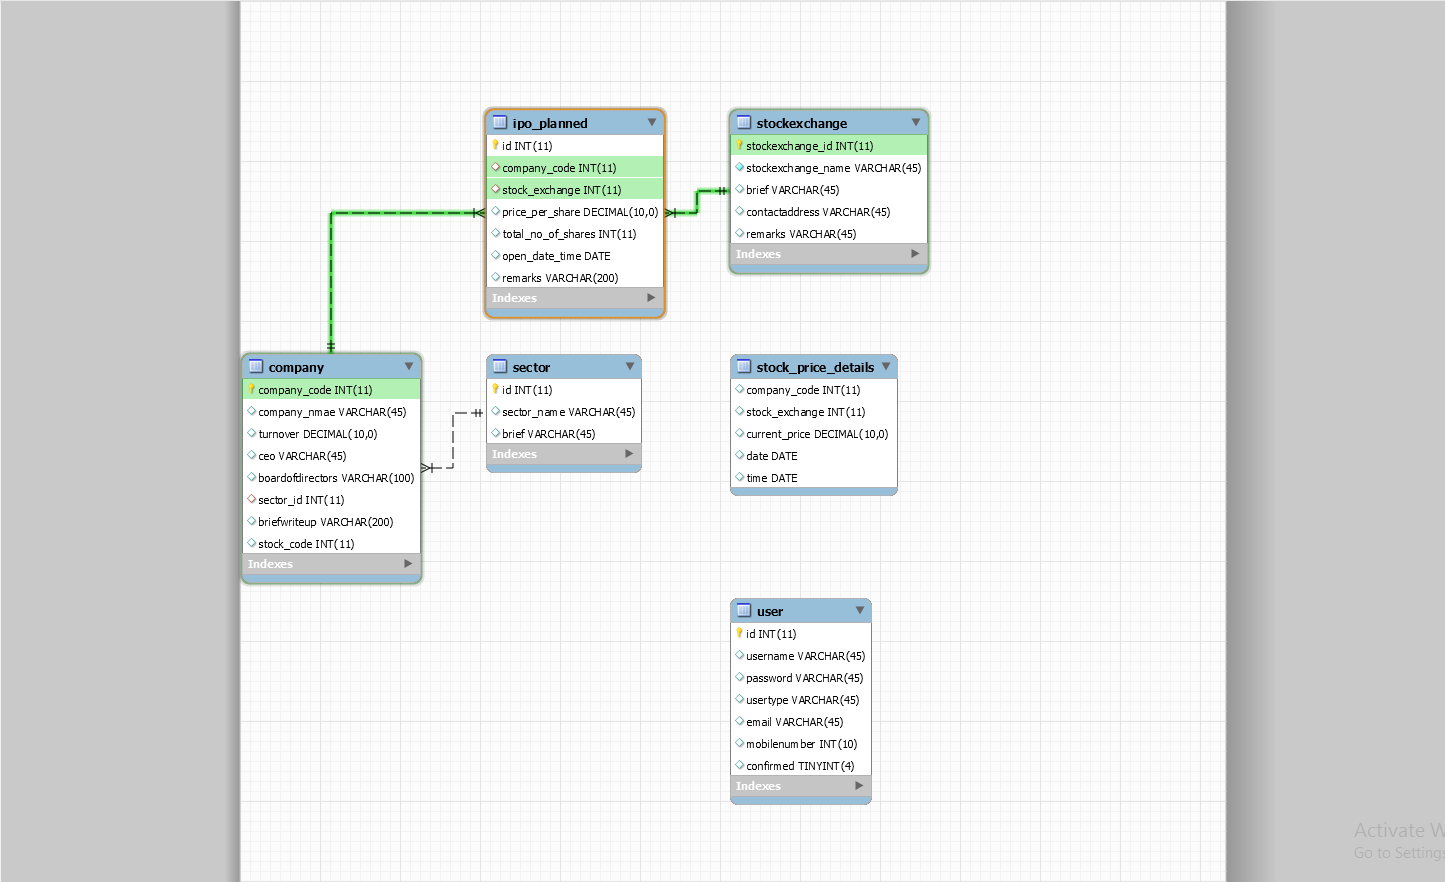 ipo_planned
id INT(11)
company_code INT(11)
stock_exchange INT(11)
price_per_share DECIMAL(10,0)
total_no_of_shares INT(11)
open_date_time DATE
remarks VARCHAR(200)
Indexes
stockexchange
stockexchange_id INT(11)
stockexchange_name VARCHAR(45)
brief VARCHAR(45)
contactaddress VARCHAR(45)
remarks VARCHAR(45)
Indexes
company
company_code INT(11)
company_nmae VARCHAR(45)
turnover DECIMAL(10,0)
ceo VARCHAR(45)
boardofdirectors VARCHAR(100)
sector_id INT(11)
briefwriteup VARCHAR(200)
stock_code INT(11)
Indexes
sector
id INT(11)
sector_name VARCHAR(45)
brief VARCHAR(45)
Indexes
stock_price_details
company_code INT(11)
stock_exchange INT(11)
current_price DECIMAL(10,0)
date DATE
time DATE
user
id INT(11)
username VARCHAR(45)
password VARCHAR(45)
usertype VARCHAR(45)
email VARCHAR(45)
mobilenumber INT(10)
confirmed TINYINT(4)
Indexes
Activate W
Go to Settings